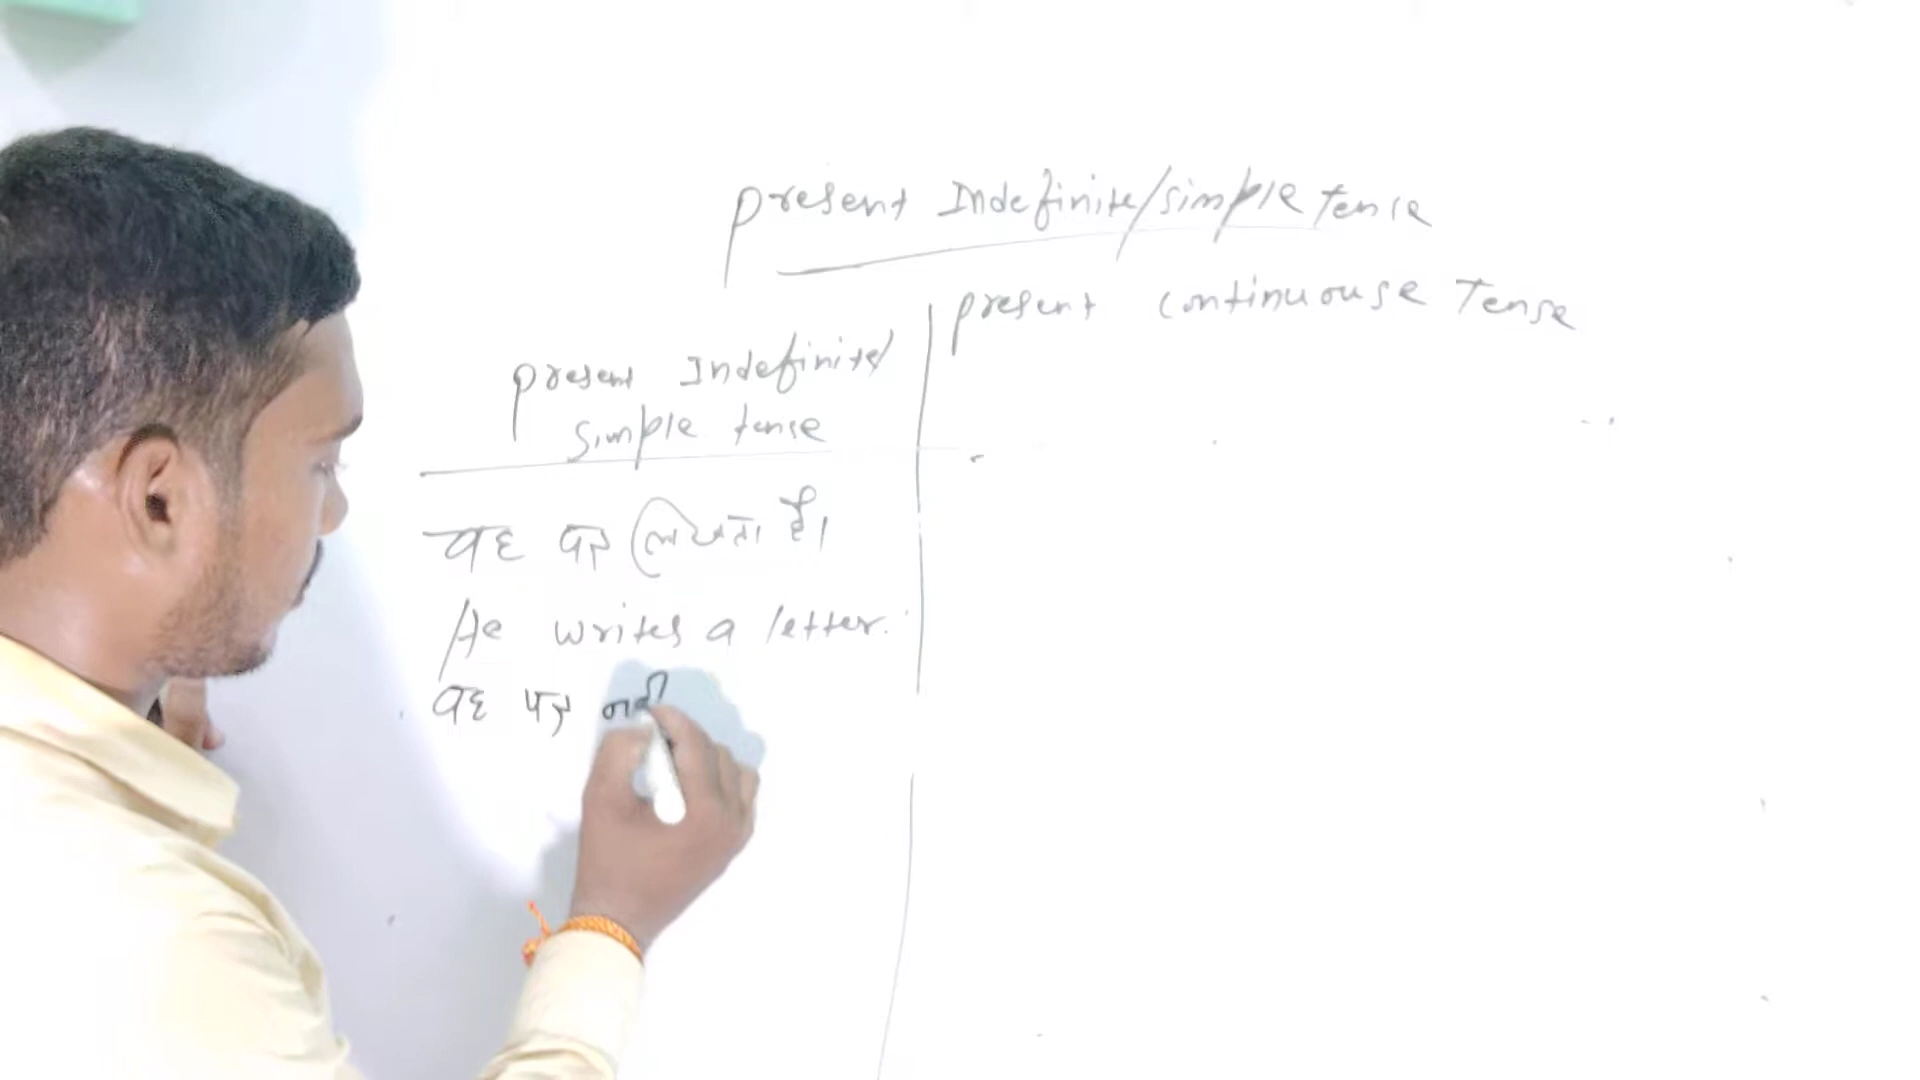 present Indefinite/simple tense
present Indefinite/
simple tense
वह पत्र लिखता है।
He writes a letter.
वह पत्र नही
present continuouse Tense